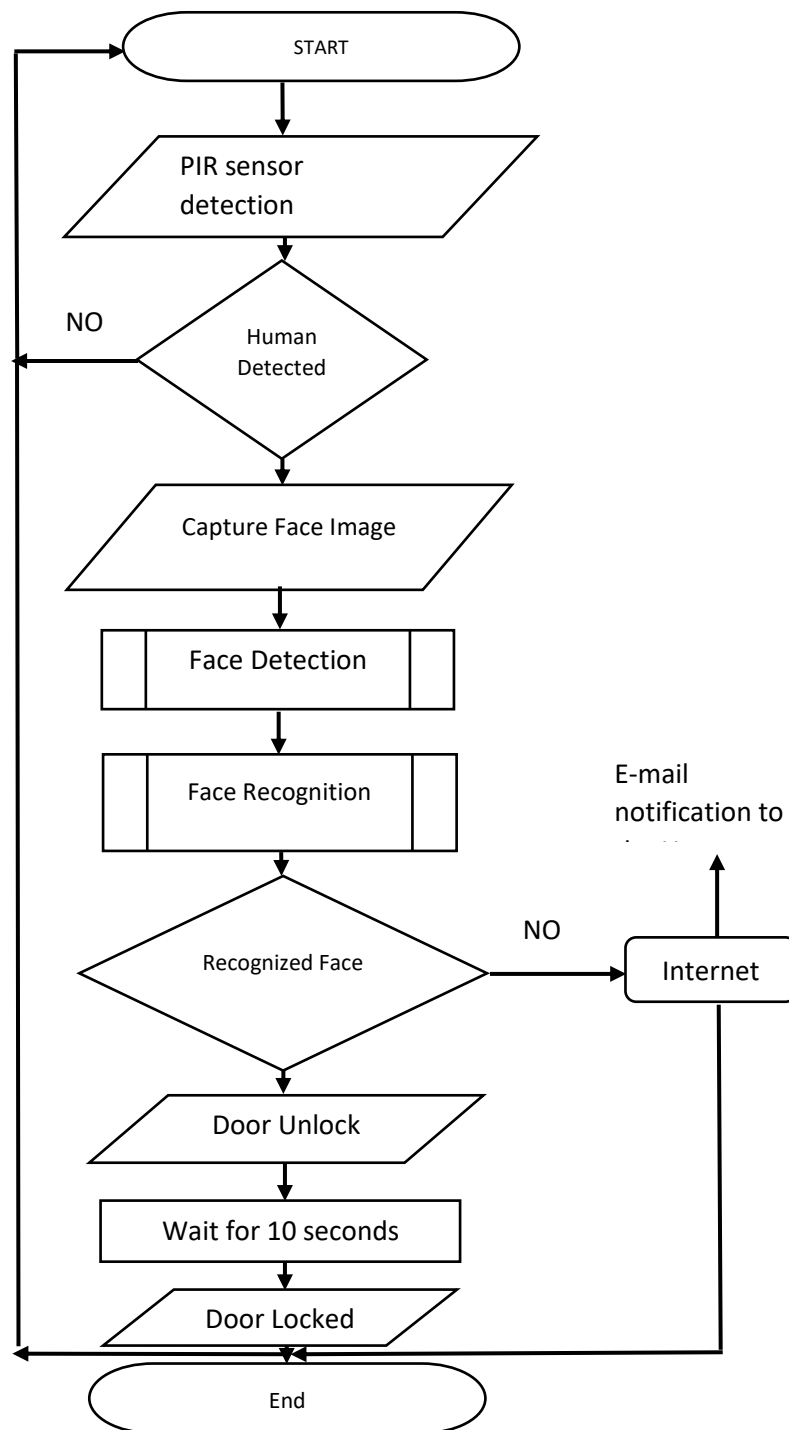 START
PIR sensor
detection
NO
Human
Detected
Capture Face Image
Face Detection
Face Recognition
E-mail
notification to
NO
Recognized Face
Internet
Door Unlock
Wait for 10 seconds
Door Locked
End